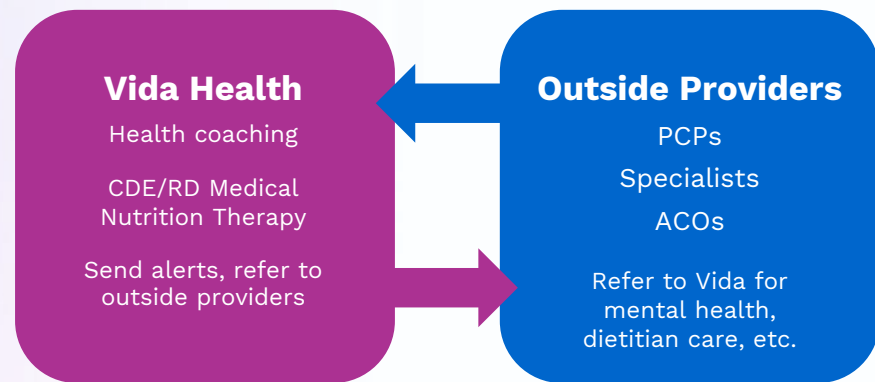 Vida Health
Health coaching
CDE/RD Medical
Nutrition Therapy
Send alerts, refer to
outside providers
Outside Providers
PCPs
Specialists
ACOs
Refer to Vida for
mental health,
dietitian care, etc.